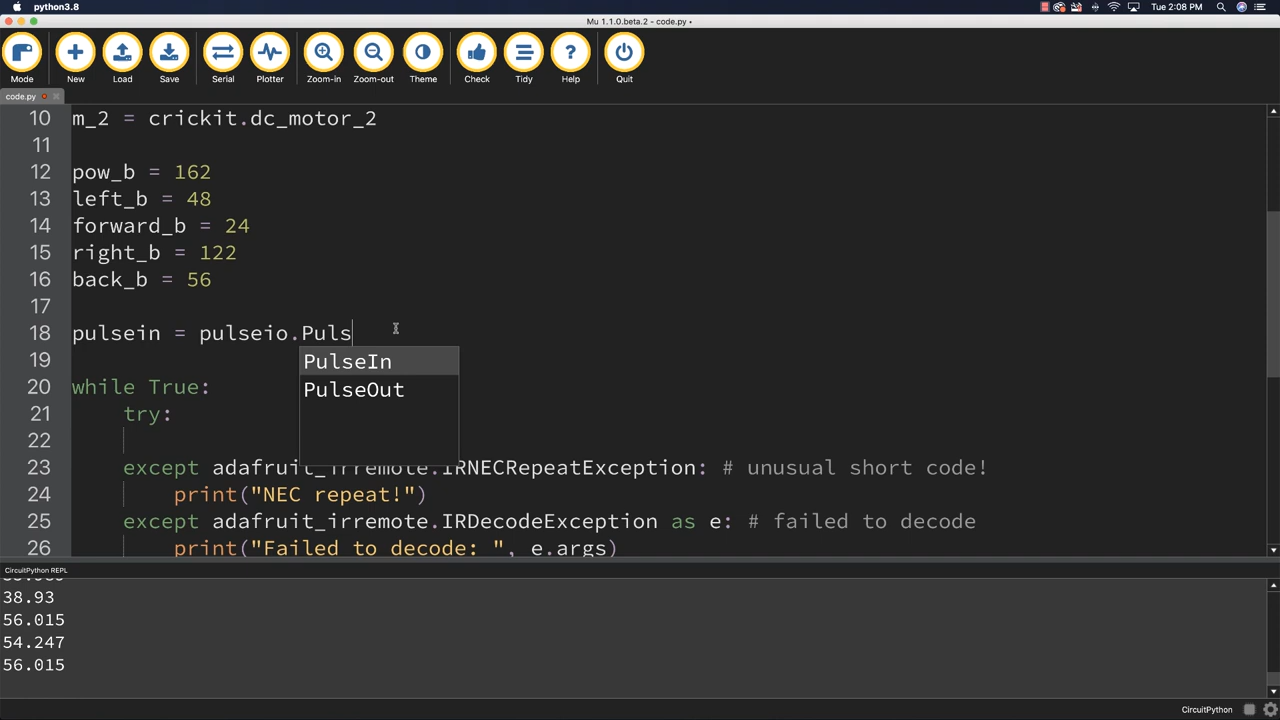 python3.8
Tue 2:08 PM
Mu 1.1.0.beta.2 - code.py •
Mode New Load Save Serial Plotter Zoom-in Zoom-out Theme Check Tidy Help Quit
code.py
10 m_2 = crickit.dc_motor_2
11
12 pow_b = 162
13 left_b = 48
14 forward_b = 24
15 right_b = 122
16 back_b = 56
17
18 pulsein = pulseio.Puls
PulseIn
19
PulseOut
20 while True:
21 try:
22
23 except adafruit_irremote.IRNECRepeatException: # unusual short code!
24 print("NEC repeat!")
25 except adafruit_irremote.IRDecodeException as e: # failed to decode
26 print("Failed to decode: ", e.args)
CircuitPython REPL
38.93
56.015
54.247
56.015
CircuitPython